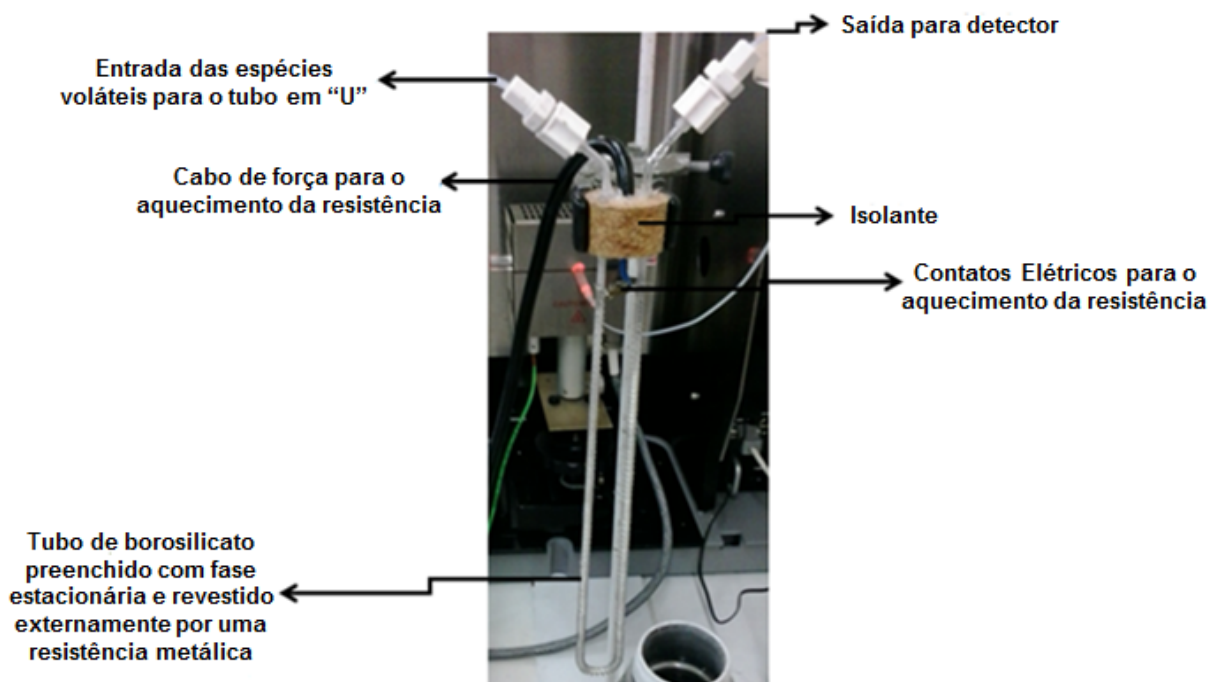 Saída para detector
Entrada das espécies
voláteis para o tubo em “U”
Cabo de força para o
aquecimento da resistência
Isolante
Contatos Elétricos para o
aquecimento da resistência
Tubo de borosilicato
preenchido com fase
estacionária e revestido
externamente por uma
resistência metálica